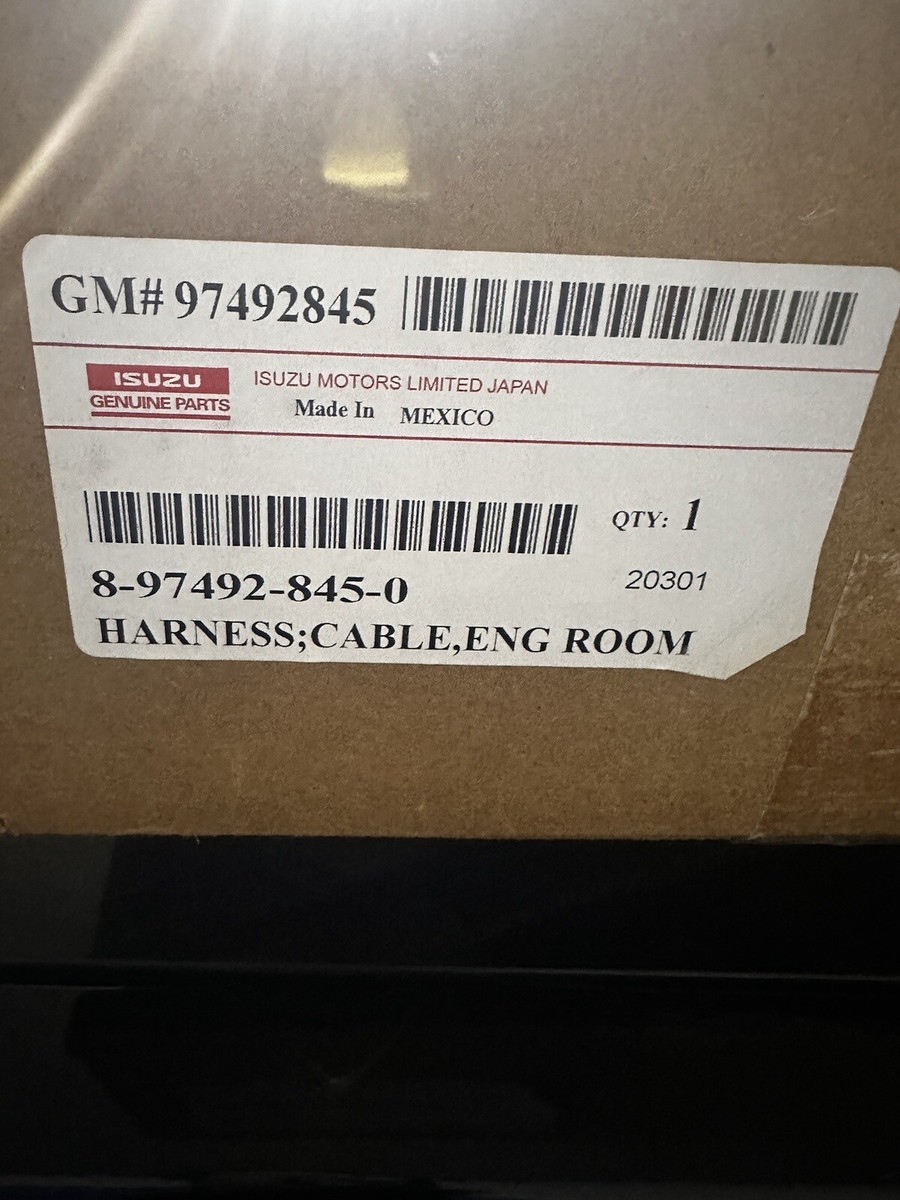 GM# 97492845
ISUZU
GENUINE PARTS
ISUZU MOTORS LIMITED JAPAN
Made In MEXICO
QTY: 1
8-97492-845-0
20301
HARNESS;CABLE,ENG ROOM